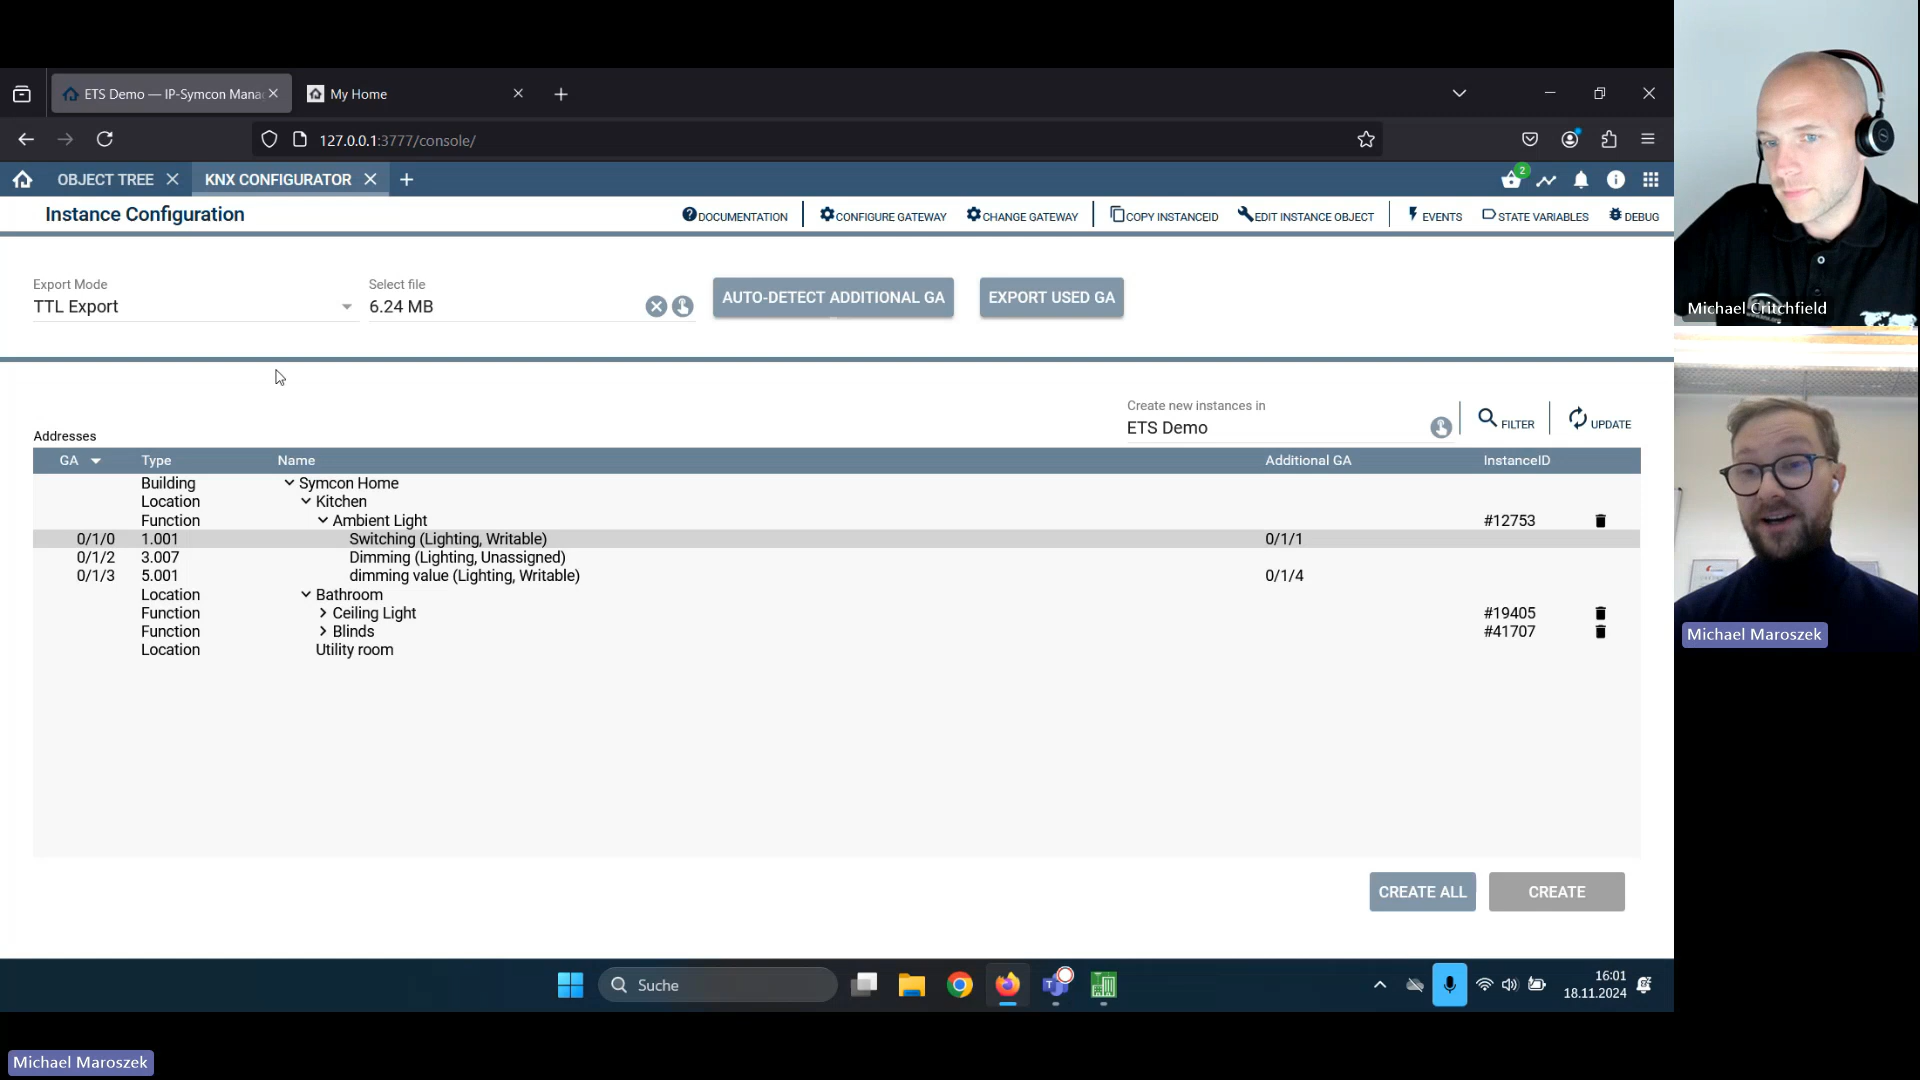 ETS Demo — IP-Symcon Mana
My Home
127.0.0.1:3777/console/
OBJECT TREE
KNX CONFIGURATOR
2
Instance Configuration
DOCUMENTATION
CONFIGURE GATEWAY
CHANGE GATEWAY
COPY INSTANCEID
EDIT INSTANCE OBJECT
EVENTS
STATE VARIABLES
DEBUG
Export Mode
TTL Export
Select file
6.24 MB
AUTO-DETECT ADDITIONAL GA
EXPORT USED GA
Create new instances in
ETS Demo
FILTER
UPDATE
Addresses
GA Type Name Additional GA InstanceID
Building Symcon Home
Location Kitchen
Function Ambient Light #12753
0/1/0 1.001 Switching (Lighting, Writable) 0/1/1
0/1/2 3.007 Dimming (Lighting, Unassigned)
0/1/3 5.001 dimming value (Lighting, Writable) 0/1/4
Location Bathroom
Function Ceiling Light #19405
Function Blinds #41707
Location Utility room
CREATE ALL
CREATE
Suche
16:01
18.11.2024
Michael Critchfield
Michael Maroszek
Michael Maroszek